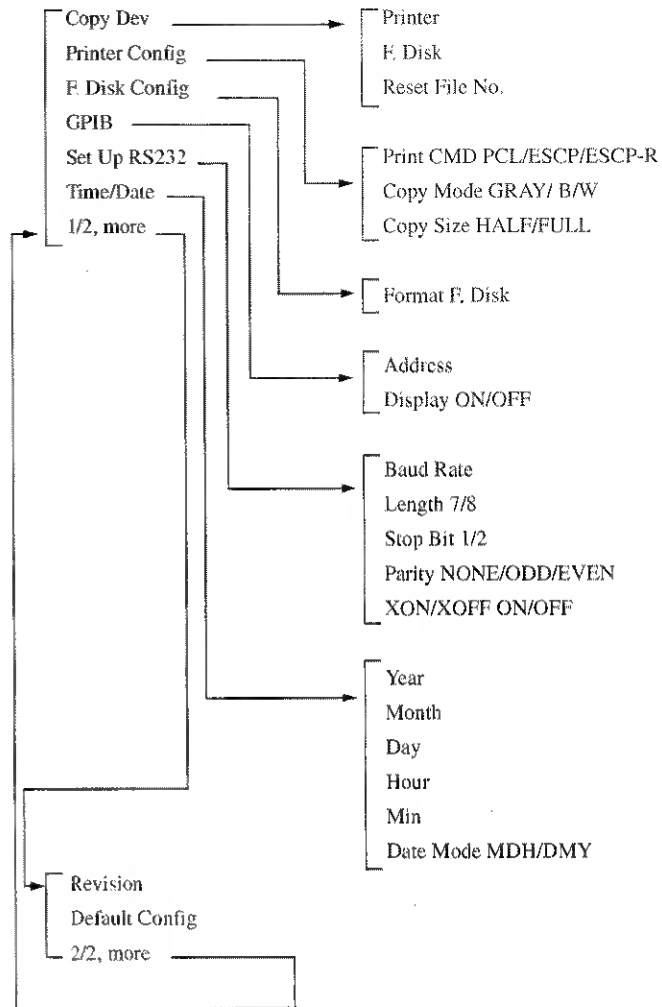 Copy Dev
Printer Config
F. Disk Config
GPIB
Set Up RS232
Time/Date
1/2, more
Printer
F. Disk
Reset File No.
Print CMD PCL/ESCP/ESCP-R
Copy Mode GRAY/ B/W
Copy Size HALF/FULL
Format F. Disk
Address
Display ON/OFF
Baud Rate
Length 7/8
Stop Bit 1/2
Parity NONE/ODD/EVEN
XON/XOFF ON/OFF
Year
Month
Day
Hour
Min
Date Mode MDH/DMY
Revision
Default Config
2/2, more